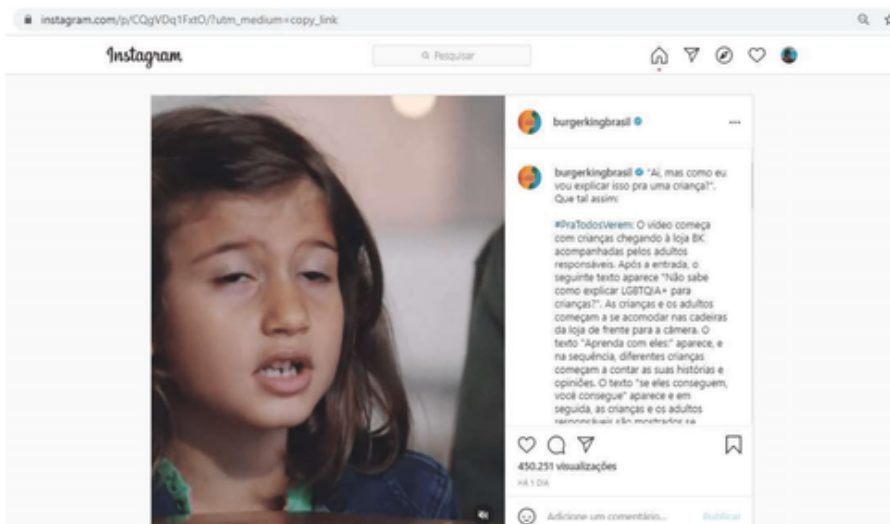 instagram.com/p/CQgVDq1FxtO/?utm_medium=copy_link
Instagram
Pesquisar
burgerkingbrasil
burgerkingbrasil "Ai, mas como eu
vou explicar isso pra uma criança?".
Que tal assim:
#PraTodosVerem: O vídeo começa
com crianças chegando à loja BK
acompanhadas pelos adultos
responsáveis. Após a entrada, o
seguinte texto aparece "Não sabe
como explicar LGBTQIA+ para
crianças?". As crianças e os adultos
começam a se acomodar nas cadeiras
da loja de frente para a câmera. O
texto "Aprenda com eles:" aparece, e
na sequência, diferentes crianças
começam a contar as suas histórias e
opiniões. O texto "se eles conseguem,
você consegue" aparece e em
seguida, as crianças e os adultos
responsáveis são mostrados se
450.251 visualizações
HÁ 1 DIA
Adicione um comentário...
Publicar